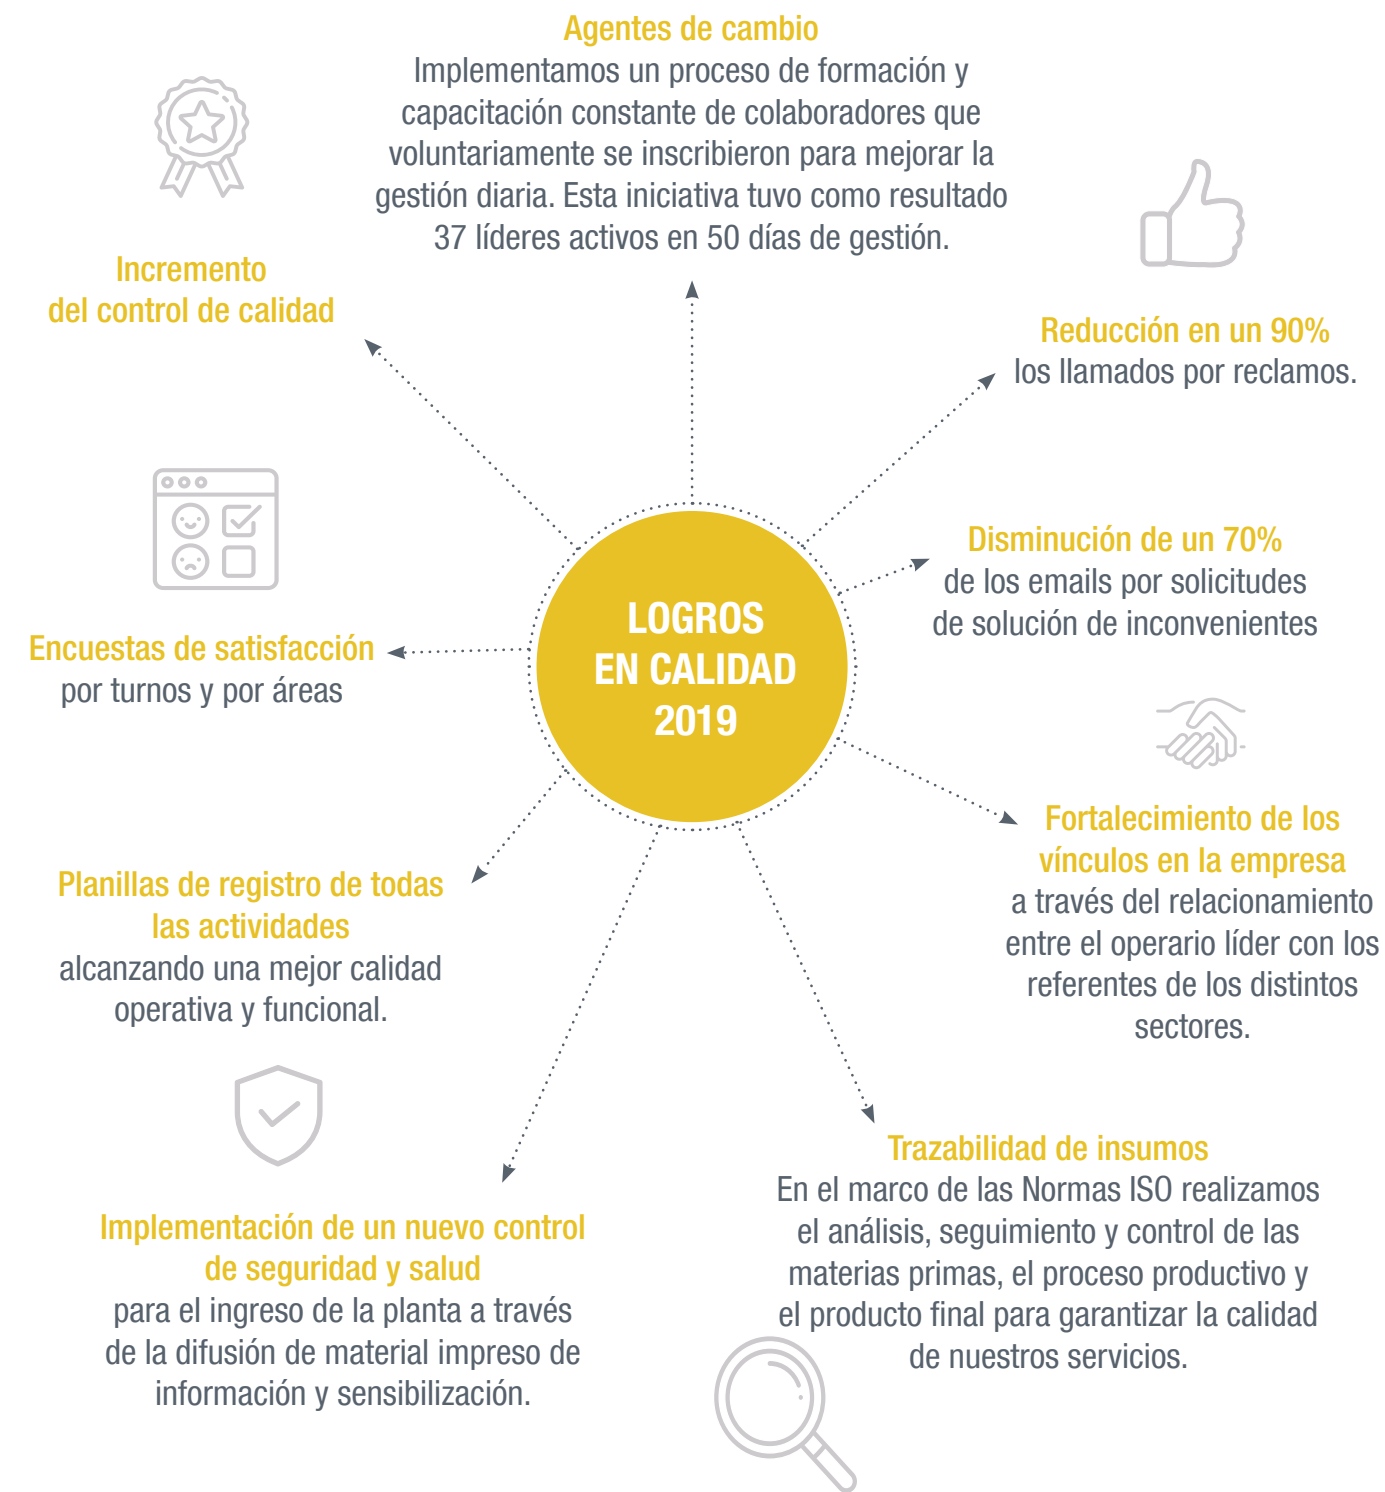 Agentes de cambio
Implementamos un proceso de formación y
capacitación constante de colaboradores que
voluntariamente se inscribieron para mejorar la
gestión diaria. Esta iniciativa tuvo como resultado
37 líderes activos en 50 días de gestión.
Incremento
del control de calidad
Reducción en un 90%
los llamados por reclamos.
Disminución de un 70%
de los emails por solicitudes
de solución de inconvenientes
LOGROS
EN CALIDAD
2019
Encuestas de satisfacción
por turnos y por áreas
Fortalecimiento de los
vínculos en la empresa
a través del relacionamiento
entre el operario líder con los
referentes de los distintos
sectores.
Planillas de registro de todas
las actividades
alcanzando una mejor calidad
operativa y funcional.
Trazabilidad de insumos
En el marco de las Normas ISO realizamos
el análisis, seguimiento y control de las
materias primas, el proceso productivo y
el producto final para garantizar la calidad
de nuestros servicios.
Implementación de un nuevo control
de seguridad y salud
para el ingreso de la planta a través
de la difusión de material impreso de
información y sensibilización.